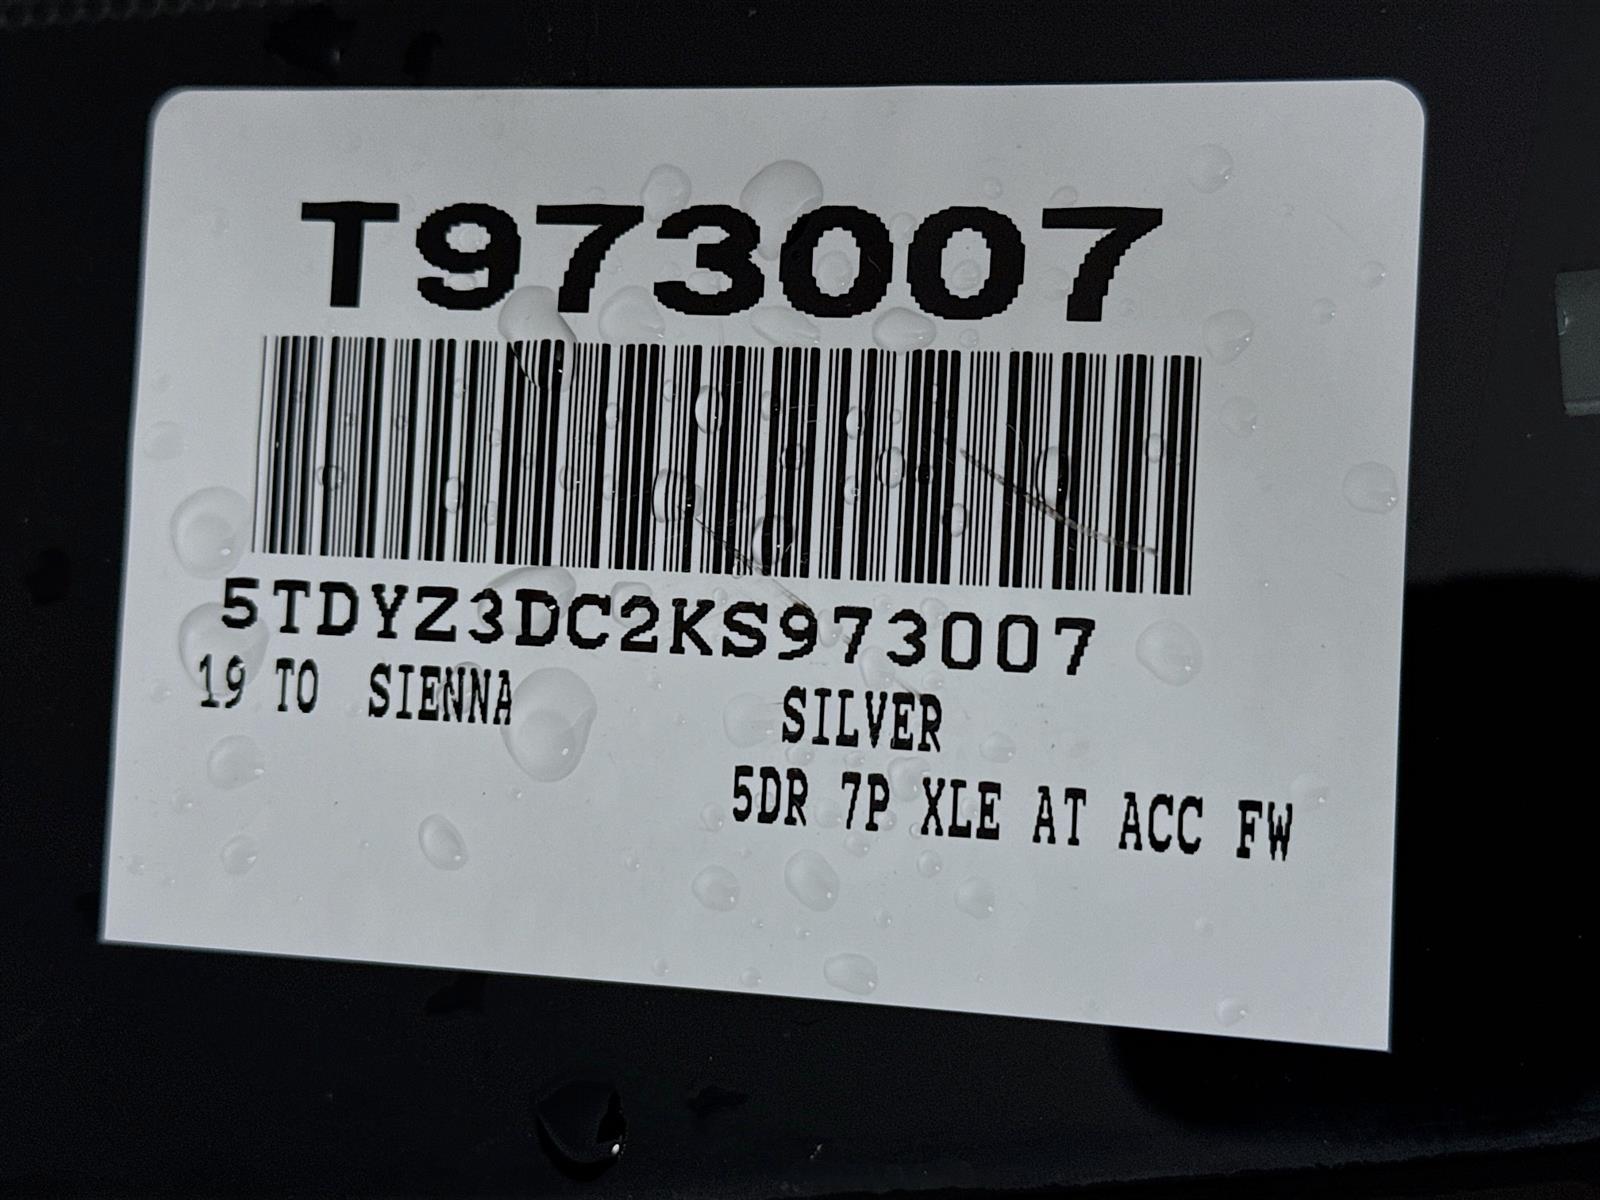 T973007
5TDYZ3DC2KS973007
19 TO SIENNA SILVER
5DR 7P XLE AT ACC FW